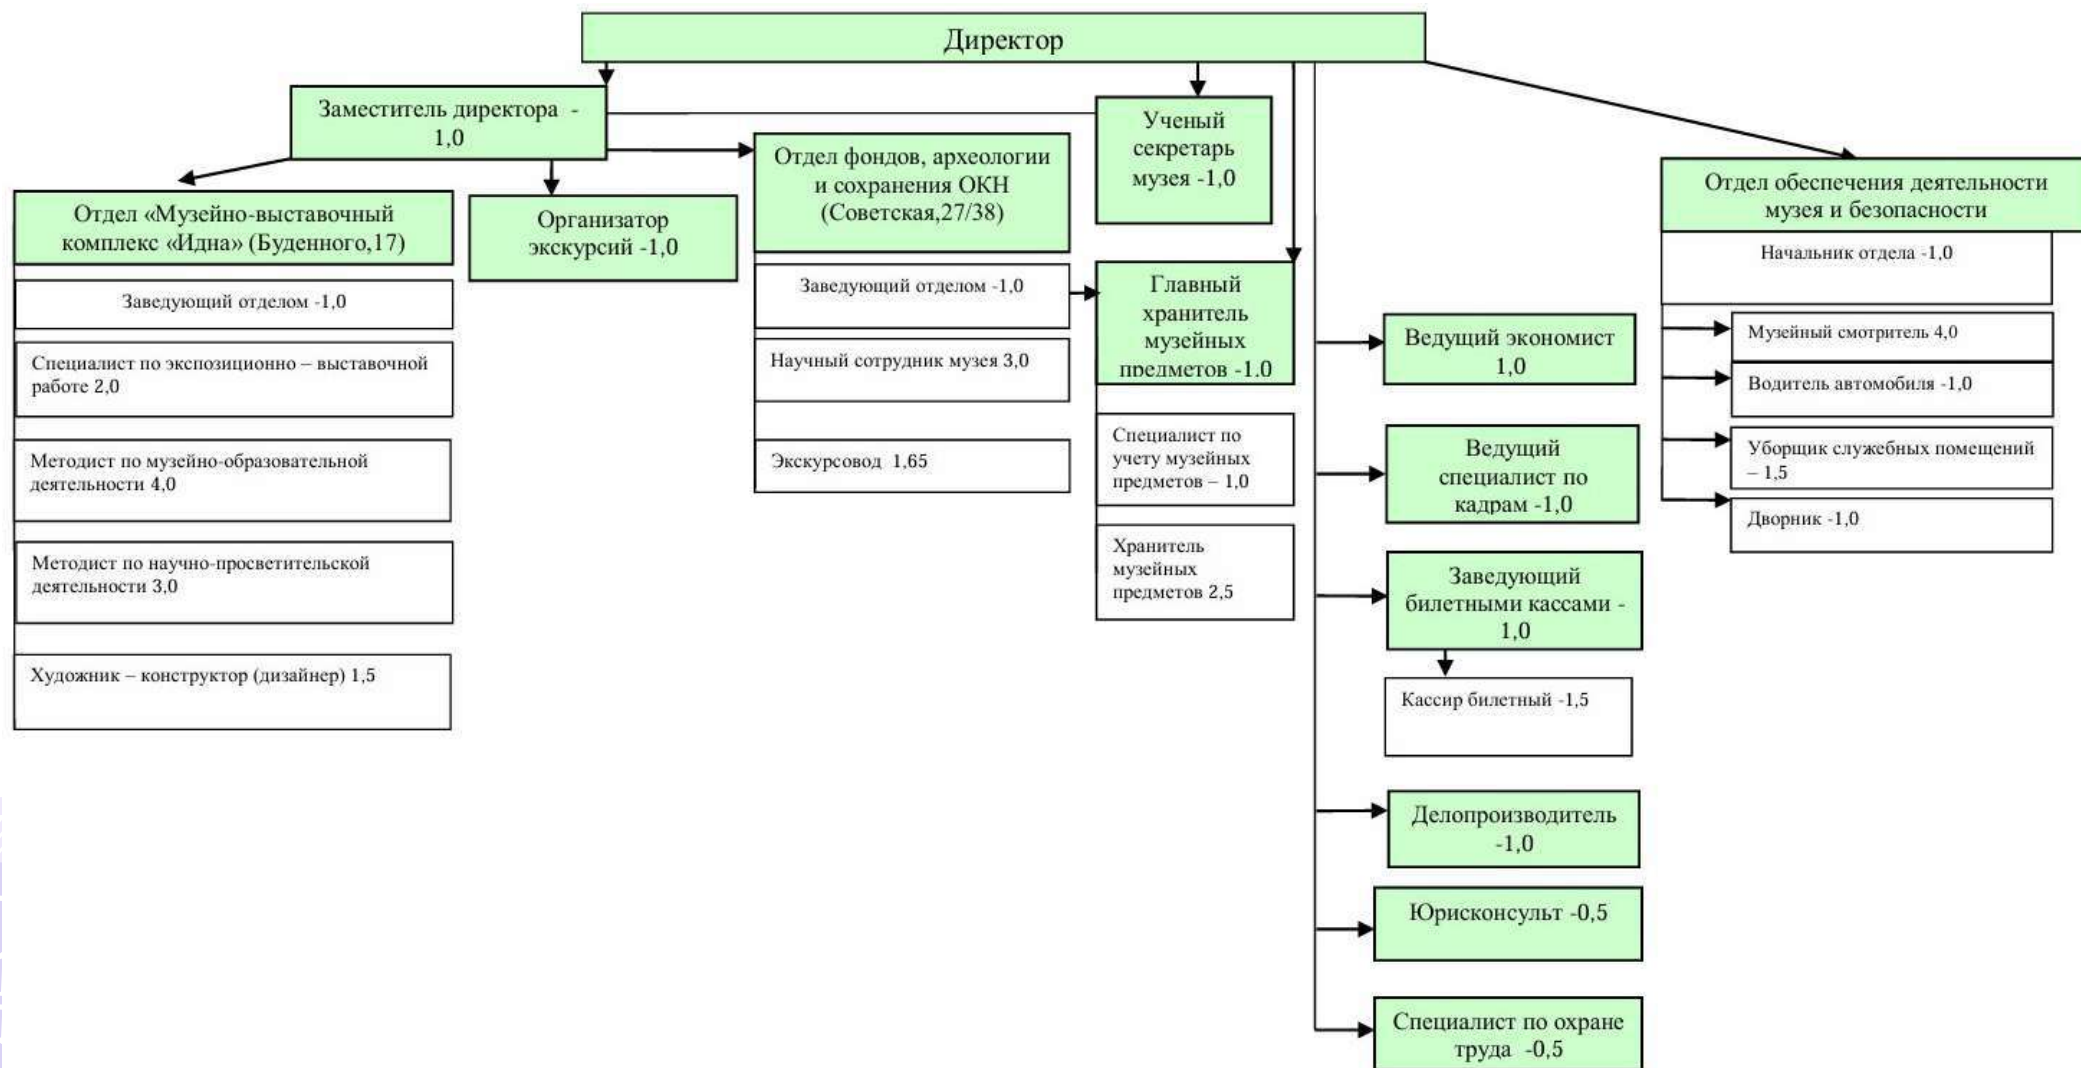 Директор
Заместитель директора -
1,0
Ученый
секретарь
музея -1,0
Отдел фондов, археологии
и сохранения ОКН
(Советская,27/38)
Отдел обеспечения деятельности
музея и безопасности
Отдел «Музейно-выставочный
комплекс «Идна» (Буденного,17)
Организатор
экскурсий -1,0
Начальник отдела -1,0
Заведующий отделом -1,0
Заведующий отделом -1,0
Главный
хранитель
музейных
предметов -1.0
Ведущий экономист
1,0
Музейный смотритель 4,0
Специалист по экспозиционно – выставочной
работе 2,0
Научный сотрудник музея 3,0
Водитель автомобиля -1,0
Методист по музейно-образовательной
деятельности 4,0
Экскурсовод 1,65
Специалист по
учету музейных
предметов – 1,0
Ведущий
специалист по
кадрам -1,0
Уборщик служебных помещений
– 1,5
Дворник -1,0
Методист по научно-просветительской
деятельности 3,0
Хранитель
музейных
предметов 2,5
Заведующий
билетными кассами -
1,0
Художник – конструктор (дизайнер) 1,5
Кассир билетный -1,5
Делопроизводитель
-1,0
Юрисконсульт -0,5
Специалист по охране
труда -0,5